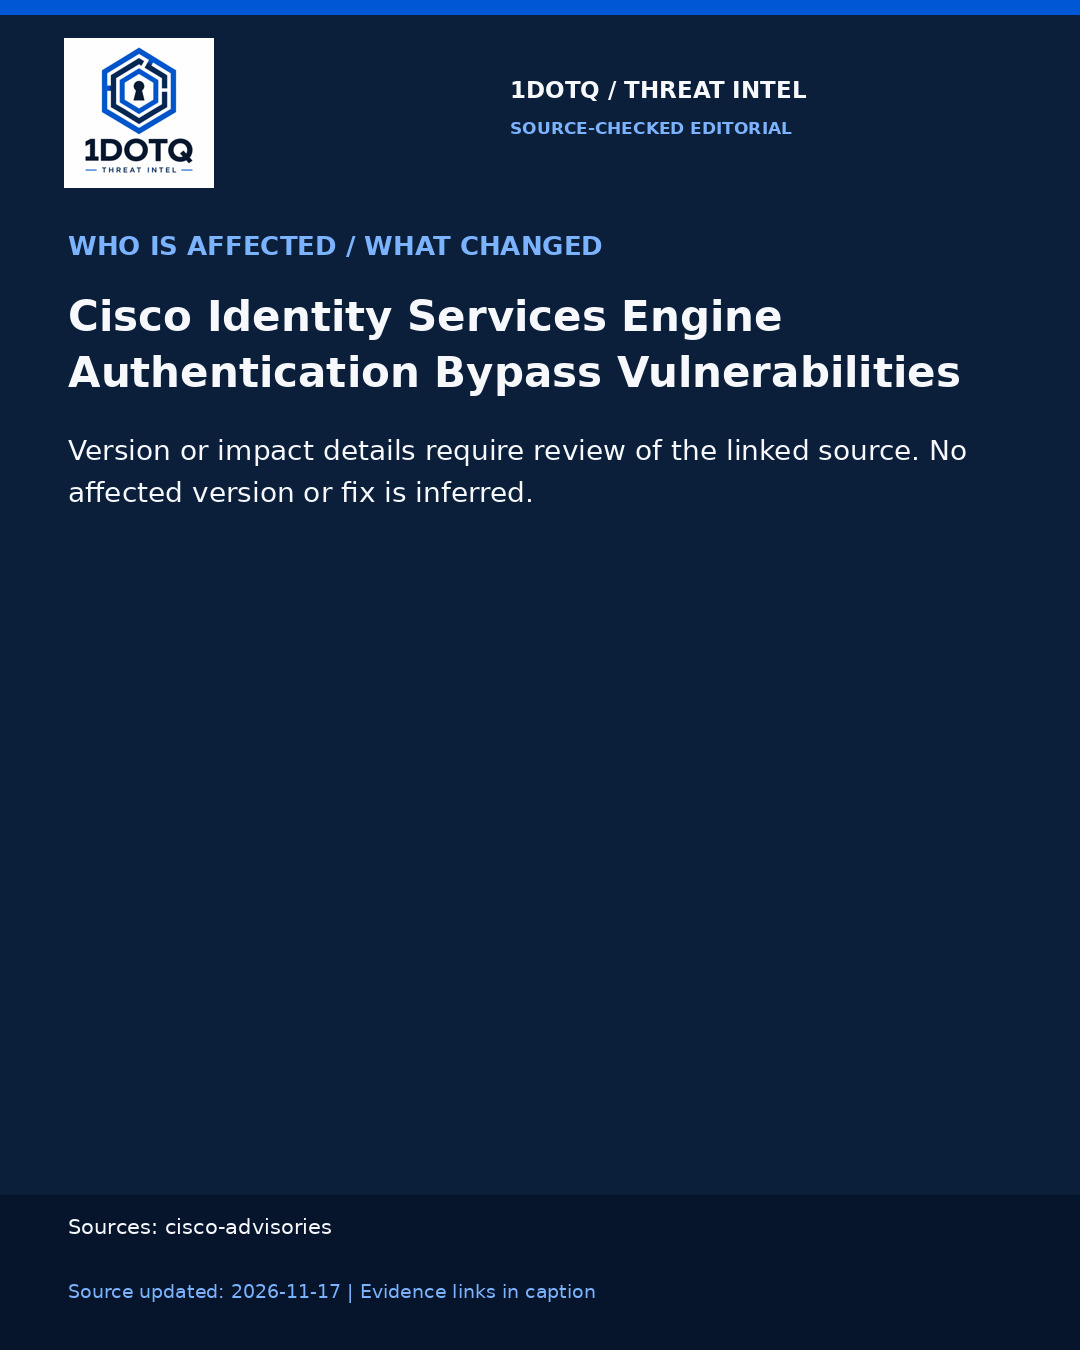 1DOTQ
THREAT INTEL
1DOTQ / THREAT INTEL
SOURCE-CHECKED EDITORIAL
WHO IS AFFECTED / WHAT CHANGED
Cisco Identity Services Engine
Authentication Bypass Vulnerabilities
Version or impact details require review of the linked source. No
affected version or fix is inferred.
Sources: cisco-advisories
Source updated: 2026-11-17 | Evidence links in caption